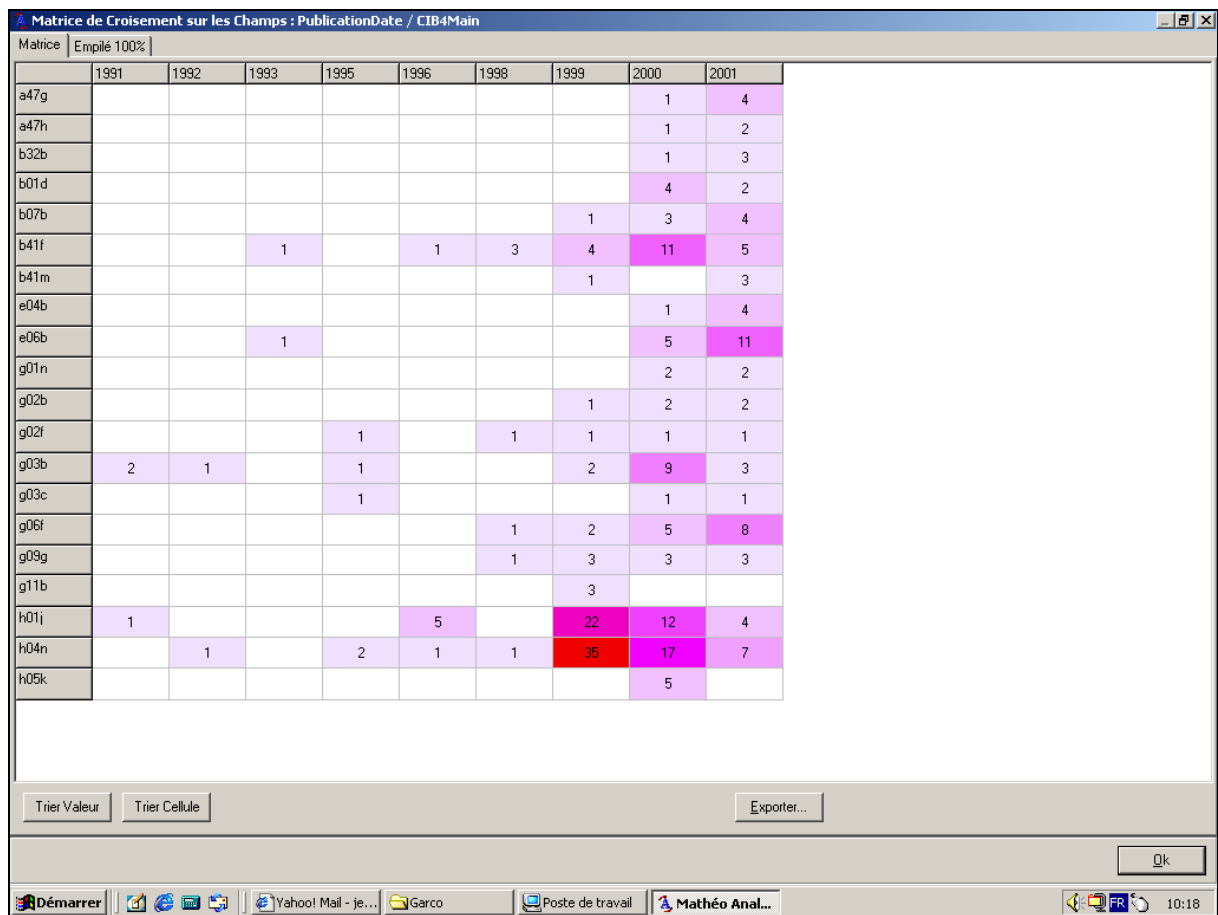 Matrice de Croisement sur les Champs : PublicationDate / CIB4Main
Matrice Empilé 100%
1991 1992 1993 1995 1996 1998 1999 2000 2001
a47g 1 4
a47h 1 2
b32b 1 3
b01d 4 2
b07b 1 3 4
b41f 1 1 3 4 11 5
b41m 1 3
e04b 1 4
e06b 1 5 11
g01n 2 2
g02b 1 2 2
g02f 1 1 1 1 1
g03b 2 1 1 2 9 3
g03c 1 1 1
g06f 1 2 5 8
g09g 1 3 3 3
g11b 3
h01j 1 5 22 12 4
h04n 1 2 1 1 35 17 7
h05k 5
Trier Valeur Trier Cellule Exporter...
Ok
Démarrer Yahoo! Mail - je... Garco Poste de travail Mathéo Anal... FR 10:18